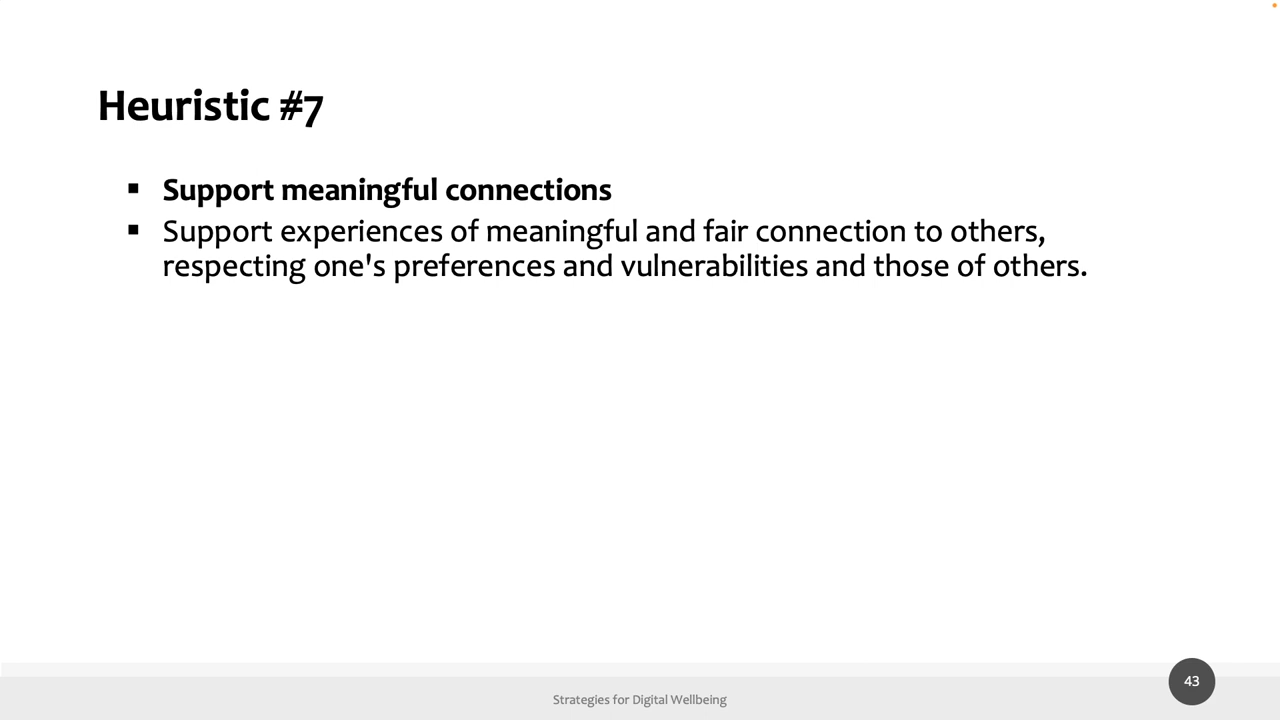 Heuristic #7
▪ Support meaningful connections
▪ Support experiences of meaningful and fair connection to others,
respecting one's preferences and vulnerabilities and those of others.
Strategies for Digital Wellbeing
43